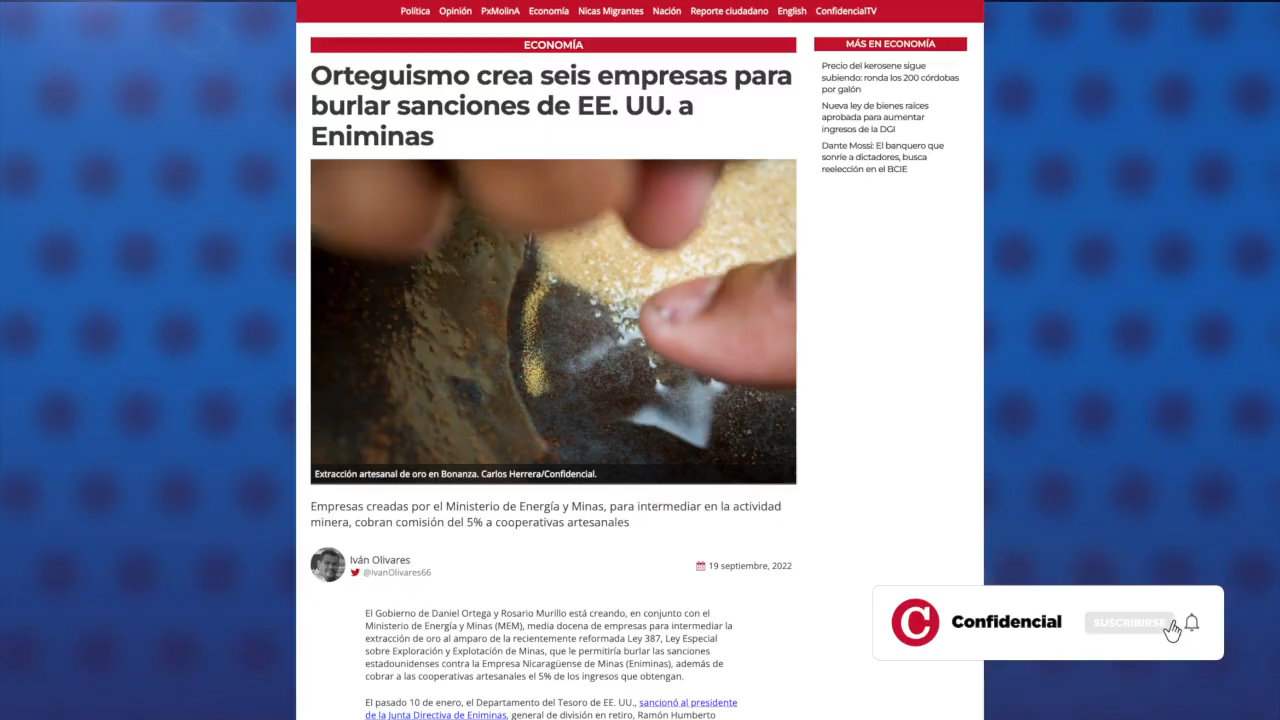 Política Opinión PxMolinA Economía Nicas Migrantes Nación Reporte ciudadano English ConfidencialTV
ECONOMÍA
Orteguismo crea seis empresas para
burlar sanciones de EE. UU. a
Eniminas
Extracción artesanal de oro en Bonanza. Carlos Herrera/Confidencial.
Empresas creadas por el Ministerio de Energía y Minas, para intermediar en la actividad
minera, cobran comisión del 5% a cooperativas artesanales
Iván Olivares
@IvanOlivares66
19 septiembre, 2022
El Gobierno de Daniel Ortega y Rosario Murillo está creando, en conjunto con el
Ministerio de Energía y Minas (MEM), media docena de empresas para intermediar la
extracción de oro al amparo de la recientemente reformada Ley 387, Ley Especial
sobre Exploración y Explotación de Minas, que le permitiría burlar las sanciones
estadounidenses contra la Empresa Nicaragüense de Minas (Eniminas), además de
cobrar a las cooperativas artesanales el 5% de los ingresos que obtengan.
El pasado 10 de enero, el Departamento del Tesoro de EE. UU., sancionó al presidente
de la Junta Directiva de Eniminas, general de división en retiro, Ramón Humberto
MÁS EN ECONOMÍA
Precio del kerosene sigue
subiendo: ronda los 200 córdobas
por galón
Nueva ley de bienes raíces
aprobada para aumentar
ingresos de la DGI
Dante Mossi: El banquero que
sonríe a dictadores, busca
reelección en el BCIE
C Confidencial SUSCRIBIRSE